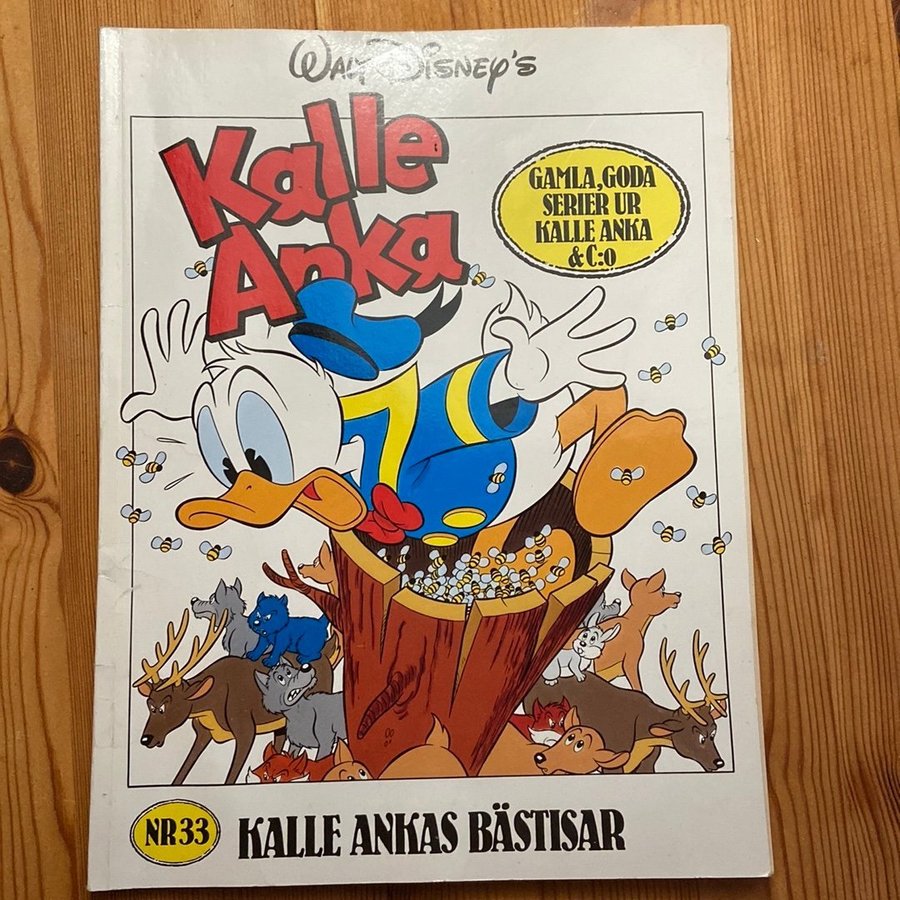 WALT DISNEY'S
Kalle
Anka
GAMLA, GODA
SERIER UR
KALLE ANKA
& C:O
NR 33
KALLE ANKAS BÄSTISAR